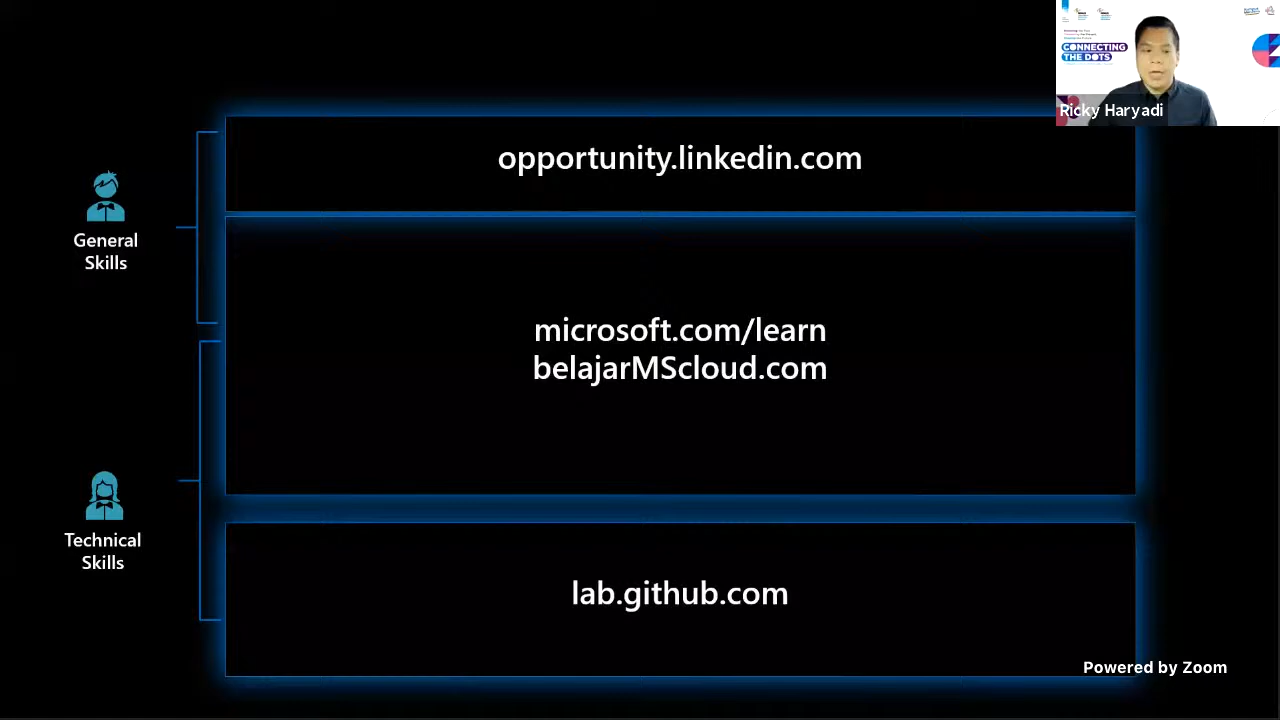 CONNECTING
THE DOTS
Ricky Haryadi
opportunity.linkedin.com
General
Skills
microsoft.com/learn
belajarMScloud.com
Technical
Skills
lab.github.com
Powered by Zoom